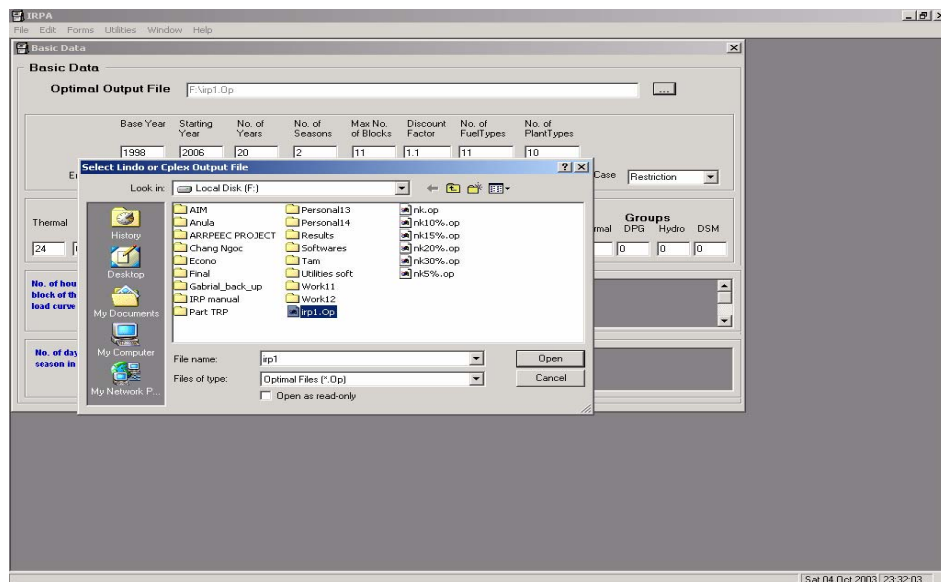 IRPA
File Edit Forms Utilities Window Help
Basic Data
Basic Data
Optimal Output File F:\irp1.Op ...
Base Year Starting Year No. of Years No. of Seasons Max No. of Blocks Discount Factor No. of FuelTypes No. of PlantTypes
1998 2006 20 2 11 1.1 11 10
Case Restriction
Select Lindo or Cplex Output File
Look in: Local Disk (F:)
History
Desktop
My Documents
My Computer
My Network P...
AIM
Anula
ARRPEEC PROJECT
Chang Ngoc
Econo
Final
Gabrial_back_up
IRP manual
Part TRP
Personal13
Personal14
Results
Softwares
Tam
Utilities soft
Work11
Work12
irp1.Op
nk.op
nk10%.op
nk15%.op
nk20%.op
nk30%.op
nk5%.op
File name: irp1 Open
Files of type: Optimal Files (*.Op) Cancel
Open as read-only
Thermal
24
Groups
DPG Hydro DSM
0 0 0
No. of hou
block of th
load curve
No. of day
season in
Sat 04 Oct 2003 23:32:03